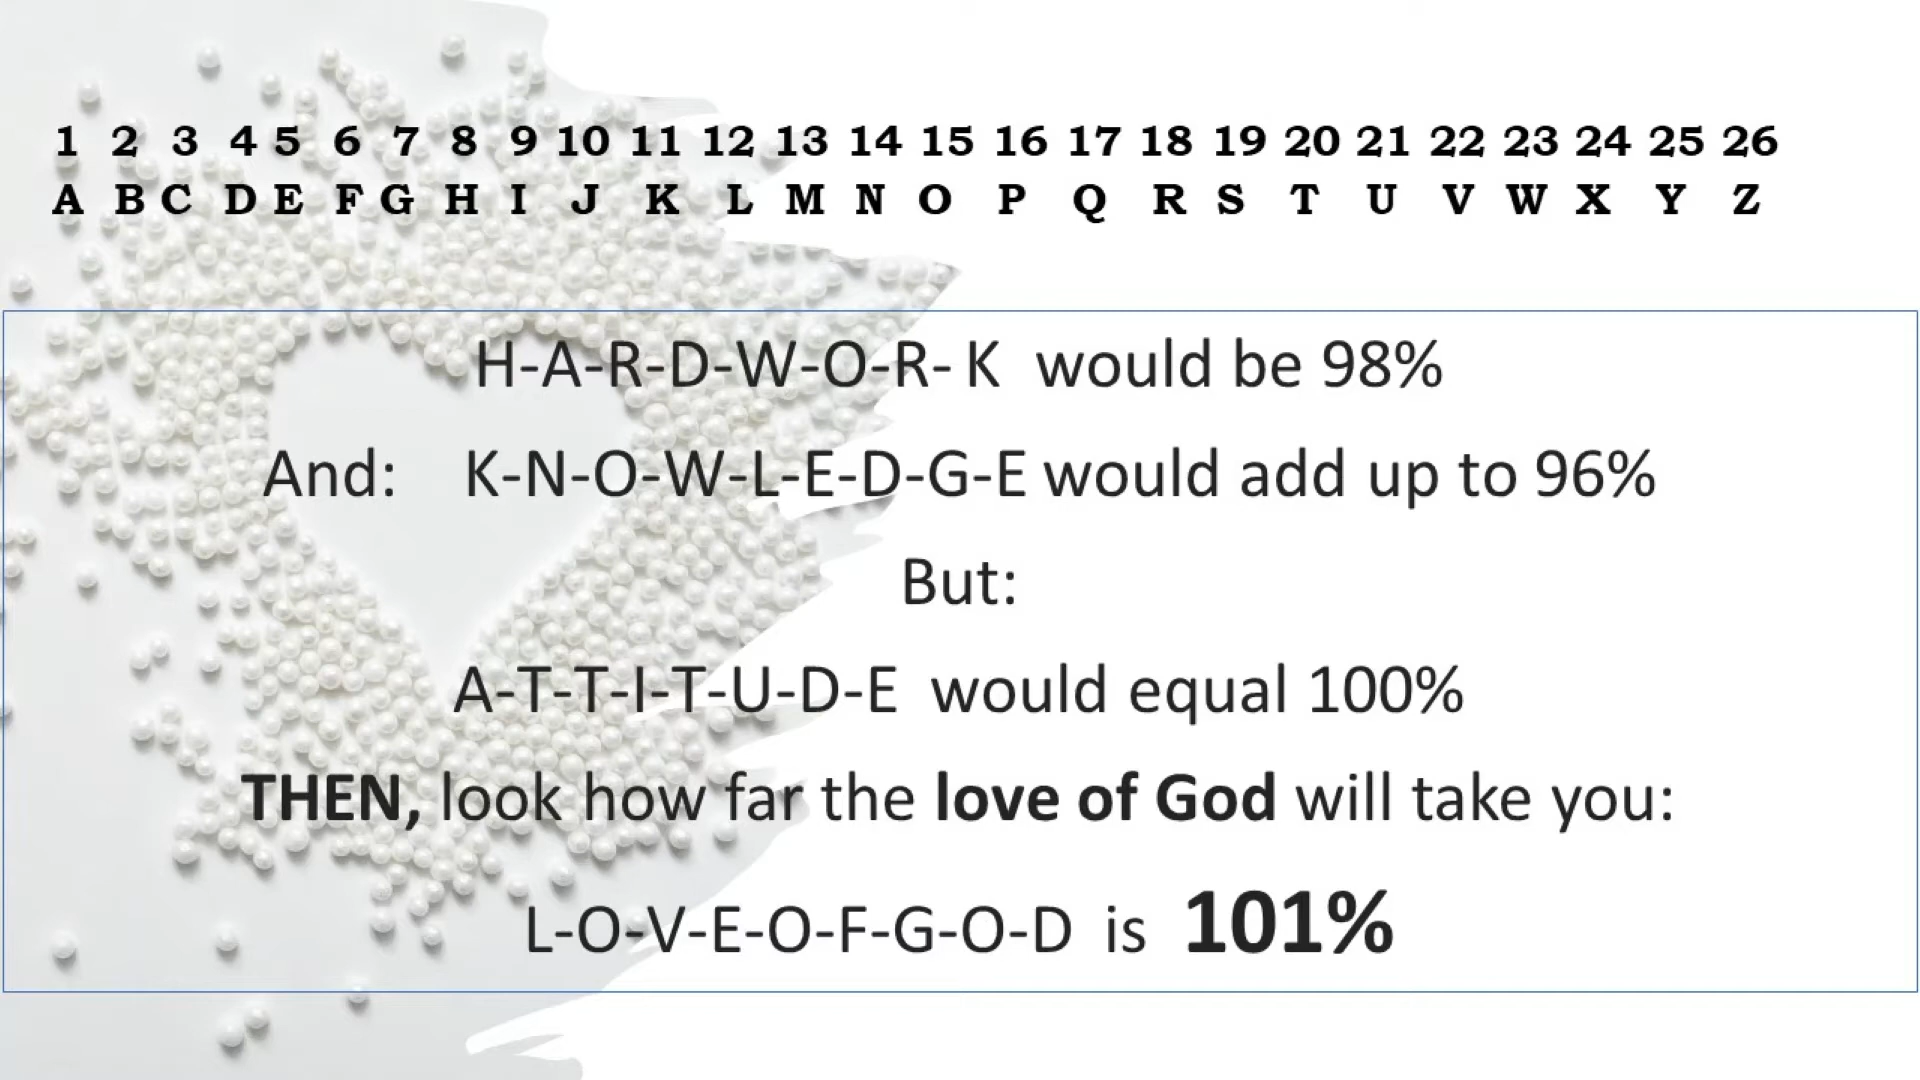 1 2 3 4 5 6 7 8 9 10 11 12 13 14 15 16 17 18 19 20 21 22 23 24 25 26
A B C D E F G H I J K L M N O P Q R S T U V W X Y Z
H-A-R-D-W-O-R- K would be 98%
And: K-N-O-W-L-E-D-G-E would add up to 96%
But:
A-T-T-I-T-U-D-E would equal 100%
THEN, look how far the love of God will take you:
L-O-V-E-O-F-G-O-D is 101%